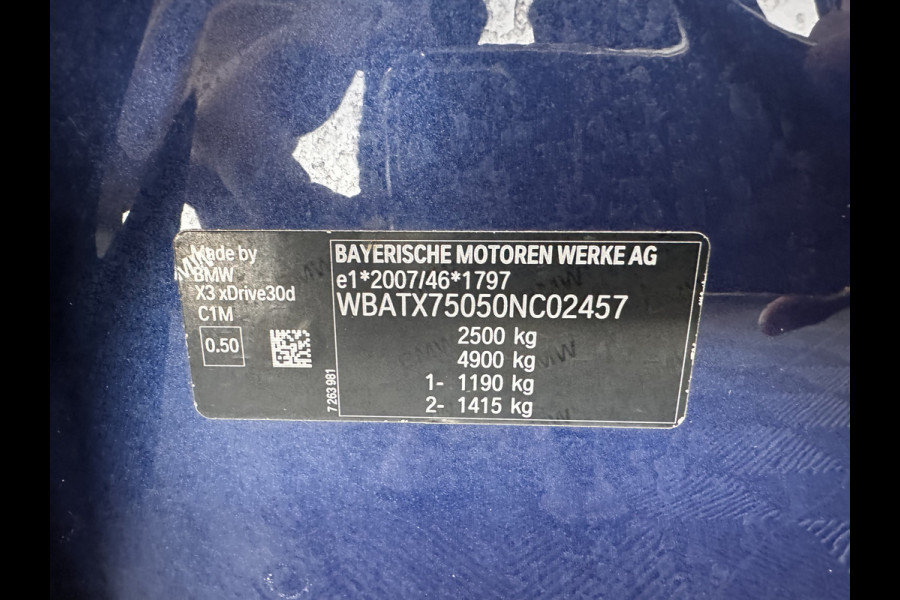 Made by
BMW
X3 xDrive30d
C1M
0.50
7 263 981
BAYERISCHE MOTOREN WERKE AG
e1*2007/46*1797
WBATX75050NC02457
2500 kg
4900 kg
1- 1190 kg
2- 1415 kg